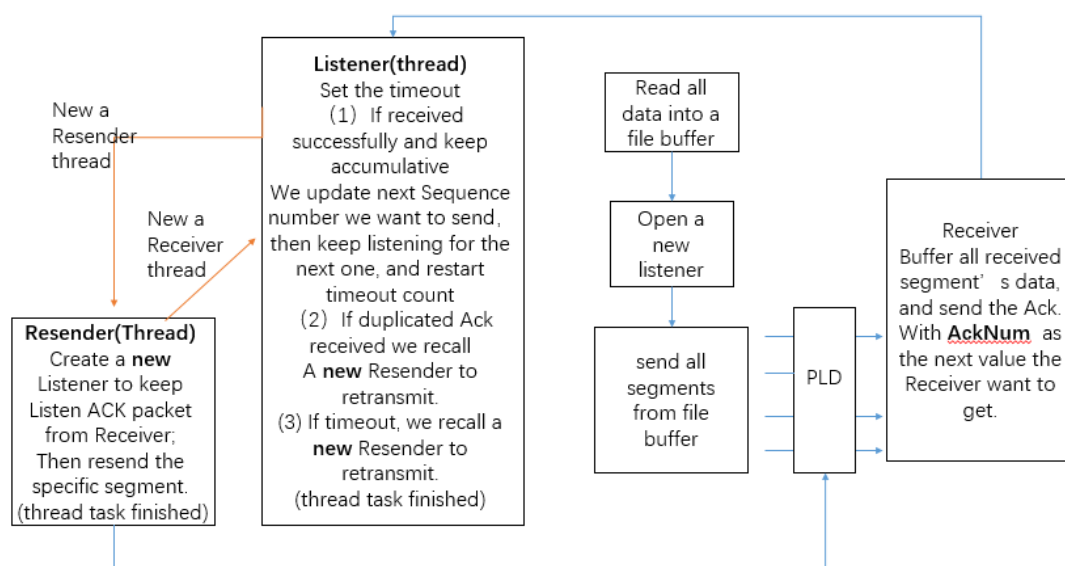 New a
Resender
thread
New a
Receiver
thread
Resender(Thread)
Create a new
Listener to keep
Listen ACK packet
from Receiver;
Then resend the
specific segment.
(thread task finished)
Listener(thread)
Set the timeout
(1) If received
successfully and keep
accumulative
We update next Sequence
number we want to send,
then keep listening for the
next one, and restart
timeout count
(2) If duplicated Ack
received we recall
A new Resender to
retransmit.
(3) If timeout, we recall a
new Resender to
retransmit.
(thread task finished)
Read all
data into a
file buffer
Open a
new
listener
send all
segments
from file
buffer
PLD
Receiver
Buffer all received
segment’s data,
and send the Ack.
With AckNum as
the next value the
Receiver want to
get.